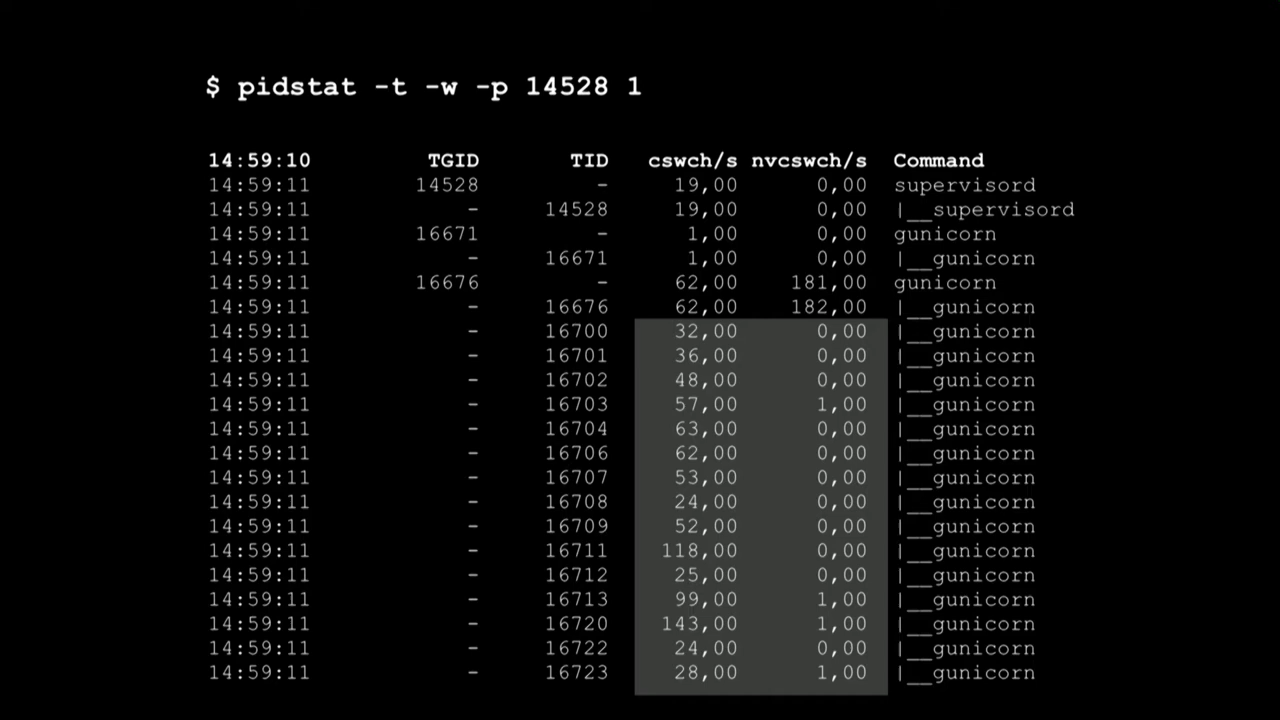 $ pidstat -t -w -p 14528 1
14:59:10 TGID TID cswch/s nvcswch/s Command
14:59:11 14528 - 19,00 0,00 supervisord
14:59:11 - 14528 19,00 0,00 |__supervisord
14:59:11 16671 - 1,00 0,00 gunicorn
14:59:11 - 16671 1,00 0,00 |__gunicorn
14:59:11 16676 - 62,00 181,00 gunicorn
14:59:11 - 16676 62,00 182,00 |__gunicorn
14:59:11 - 16700 32,00 0,00 |__gunicorn
14:59:11 - 16701 36,00 0,00 |__gunicorn
14:59:11 - 16702 48,00 0,00 |__gunicorn
14:59:11 - 16703 57,00 1,00 |__gunicorn
14:59:11 - 16704 63,00 0,00 |__gunicorn
14:59:11 - 16706 62,00 0,00 |__gunicorn
14:59:11 - 16707 53,00 0,00 |__gunicorn
14:59:11 - 16708 24,00 0,00 |__gunicorn
14:59:11 - 16709 52,00 0,00 |__gunicorn
14:59:11 - 16711 118,00 0,00 |__gunicorn
14:59:11 - 16712 25,00 0,00 |__gunicorn
14:59:11 - 16713 99,00 1,00 |__gunicorn
14:59:11 - 16720 143,00 1,00 |__gunicorn
14:59:11 - 16722 24,00 0,00 |__gunicorn
14:59:11 - 16723 28,00 1,00 |__gunicorn